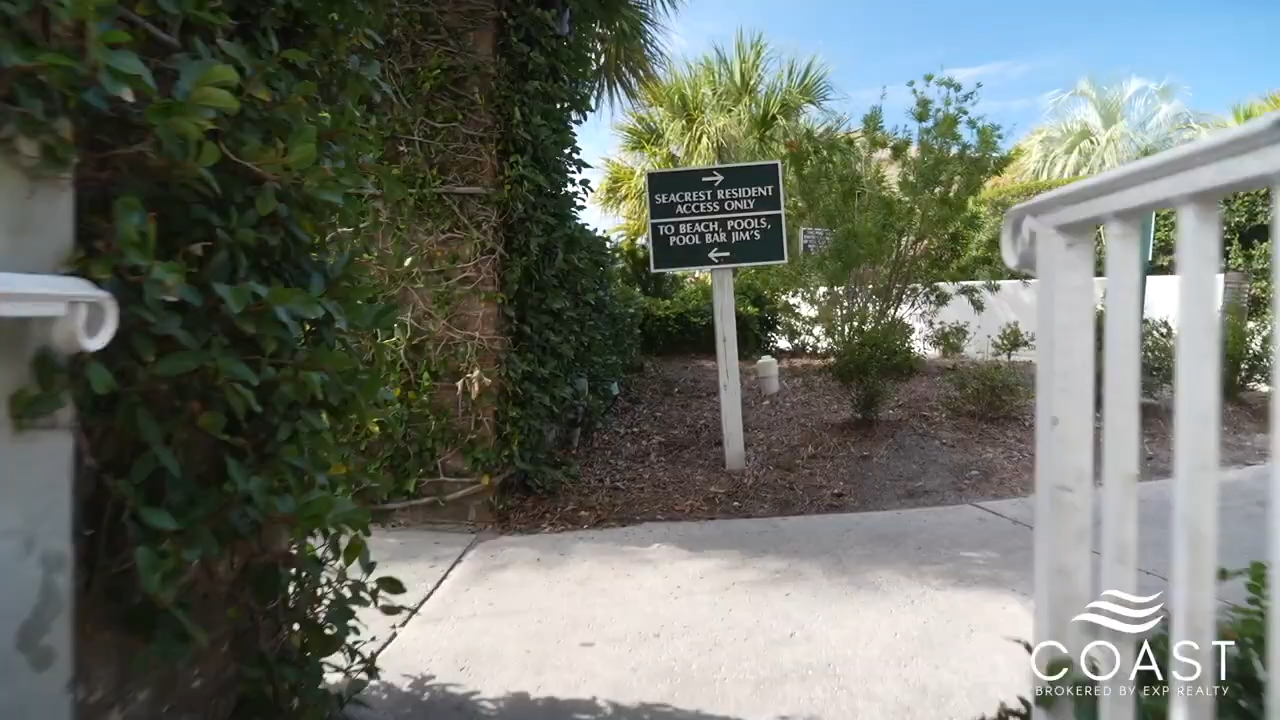 SEACREST RESIDENT
ACCESS ONLY
TO BEACH, POOLS,
POOL BAR JIM'S
COAST
BROKERED BY EXP REALTY